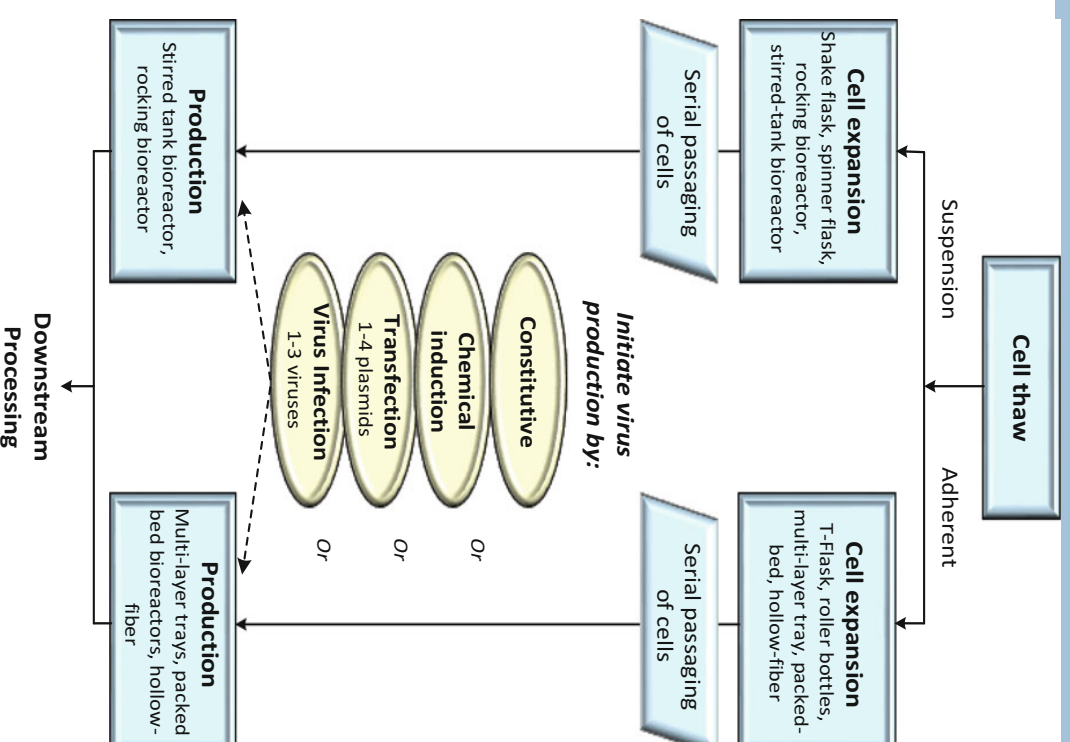 Cell thaw
Suspension
Adherent
Cell expansion
Shake flask, spinner flask,
rocking bioreactor,
stirred-tank bioreactor
Cell expansion
T-Flask, roller bottles,
multi-layer tray, packed-
bed, hollow-fiber
Serial passaging
of cells
Serial passaging
of cells
Initiate virus
production by:
Constitutive
Or
Chemical
induction
Or
Transfection
1-4 plasmids
Or
Virus Infection
1-3 viruses
Production
Stirred tank bioreactor,
rocking bioreactor
Production
Multi-layer trays, packed
bed bioreactors, hollow-
fiber
Downstream
Processing